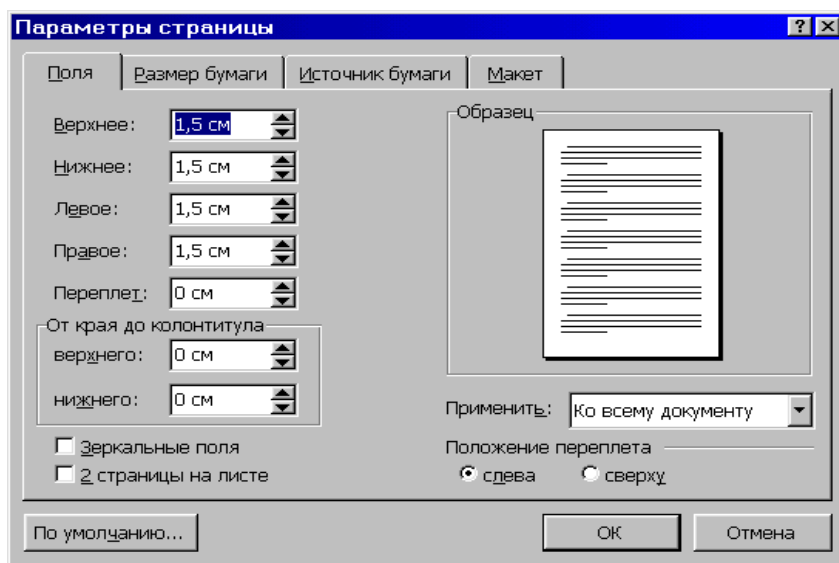 Параметры страницы
Поля Размер бумаги Источник бумаги Макет
Верхнее: 1,5 см
Нижнее: 1,5 см
Левое: 1,5 см
Правое: 1,5 см
Переплет: 0 см
От края до колонтитула
верхнего: 0 см
нижнего: 0 см
Зеркальные поля
2 страницы на листе
Образец
Применить: Ко всему документу
Положение переплета
слева сверху
По умолчанию... ОК Отмена